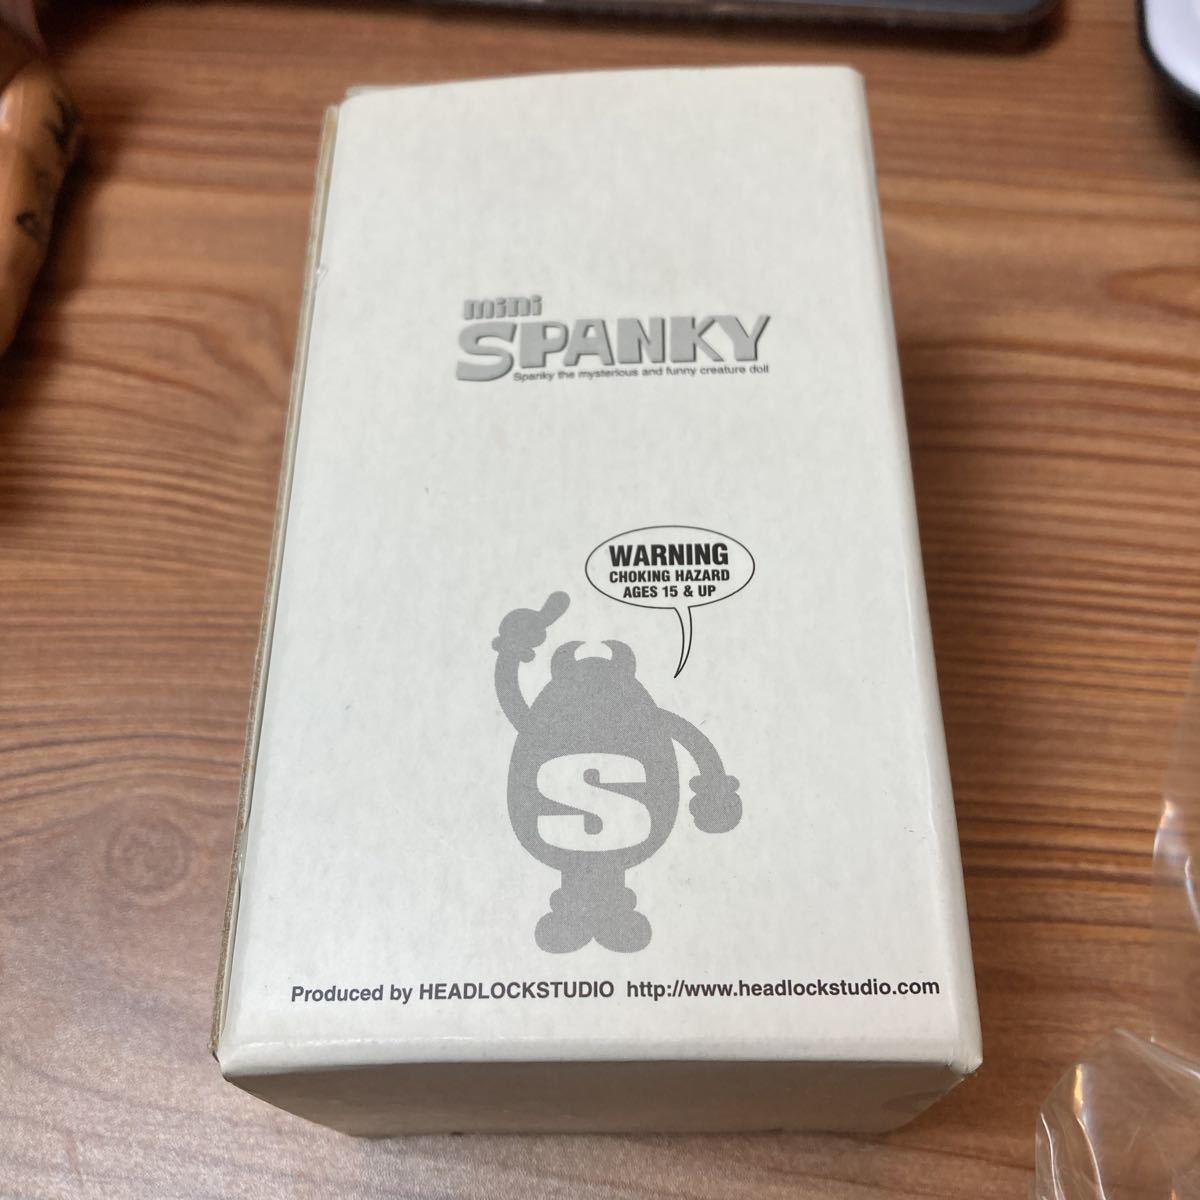 mini
SPANKY
Spanky the mysterious and funny creature doll
WARNING
CHOKING HAZARD
AGES 15 & UP
S
Produced by HEADLOCKSTUDIO http://www.headlockstudio.com